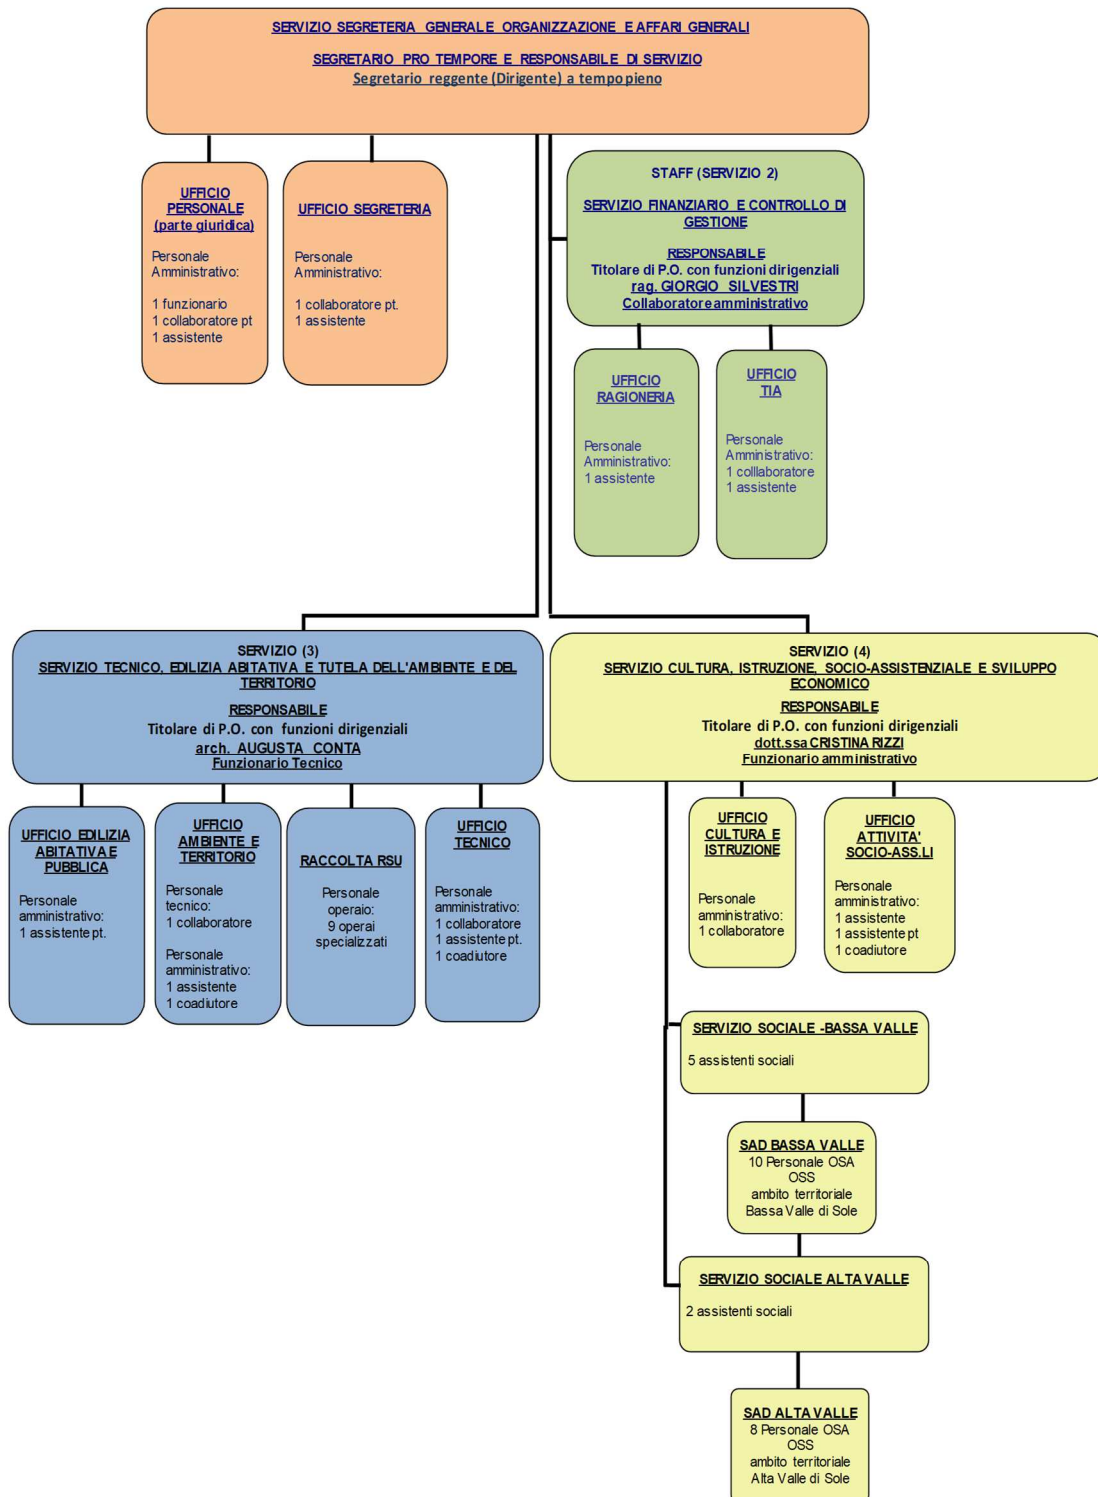 SERVIZIO SEGRETERIA GENERALE ORGANIZZAZIONE E AFFARI GENERALI
SEGRETARIO PRO TEMPORE E RESPONSABILE DI SERVIZIO
Segretario reggente (Dirigente) a tempo pieno
UFFICIO
PERSONALE
(parte giuridica)
Personale
Amministrativo:
1 funzionario
1 collaboratore pt
1 assistente
UFFICIO SEGRETERIA
Personale
Amministrativo:
1 collaboratore pt.
1 assistente
STAFF (SERVIZIO 2)
SERVIZIO FINANZIARIO E CONTROLLO DI
GESTIONE
RESPONSABILE
Titolare di P.O. con funzioni dirigenziali
rag. GIORGIO SILVESTRI
Collaboratore amministrativo
UFFICIO
RAGIONERIA
Personale
Amministrativo:
1 assistente
UFFICIO
TIA
Personale
Amministrativo:
1 colllaboratore
1 assistente
SERVIZIO (3)
SERVIZIO TECNICO, EDILIZIA ABITATIVA E TUTELA DELL'AMBIENTE E DEL
TERRITORIO
RESPONSABILE
Titolare di P.O. con funzioni dirigenziali
arch. AUGUSTA CONTA
Funzionario Tecnico
UFFICIO EDILIZIA
ABITATIVA E
PUBBLICA
Personale
amministrativo:
1 assistente pt.
UFFICIO
AMBIENTE E
TERRITORIO
Personale
tecnico:
1 collaboratore
Personale
amministrativo:
1 assistente
1 coadiutore
RACCOLTA RSU
Personale
operaio:
9 operai
specializzati
UFFICIO
TECNICO
Personale
amministrativo:
1 collaboratore
1 assistente pt.
1 coadiutore
SERVIZIO (4)
SERVIZIO CULTURA, ISTRUZIONE, SOCIO-ASSISTENZIALE E SVILUPPO
ECONOMICO
RESPONSABILE
Titolare di P.O. con funzioni dirigenziali
dott.ssa CRISTINA RIZZI
Funzionario amministrativo
UFFICIO
CULTURA E
ISTRUZIONE
Personale
amministrativo:
1 collaboratore
UFFICIO
ATTIVITA'
SOCIO-ASS.LI
Personale
amministrativo:
1 assistente
1 assistente pt
1 coadiutore
SERVIZIO SOCIALE -BASSA VALLE
5 assistenti sociali
SAD BASSA VALLE
10 Personale OSA
OSS
ambito territoriale
Bassa Valle di Sole
SERVIZIO SOCIALE ALTA VALLE
2 assistenti sociali
SAD ALTA VALLE
8 Personale OSA
OSS
ambito territoriale
Alta Valle di Sole